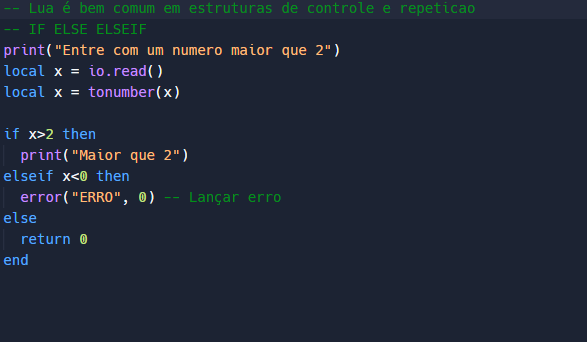 -- Lua é bem comum em estruturas de controle e repeticao
-- IF ELSE ELSEIF
print("Entre com um numero maior que 2")
local x = io.read()
local x = tonumber(x)
if x>2 then
print("Maior que 2")
elseif x<0 then
error("ERRO", 0) -- Lançar erro
else
return 0
end